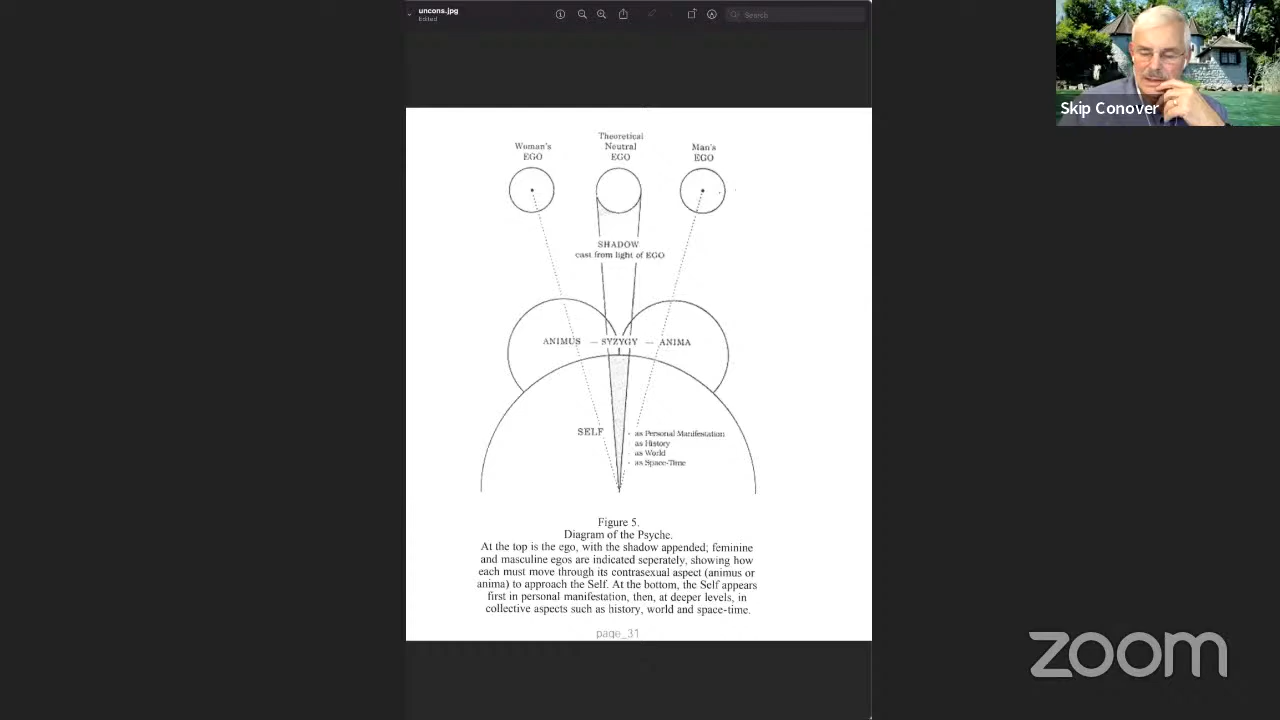 uncons.jpg
Edited
Search
Skip Conover
Theoretical
Neutral
EGO
Woman's
EGO
Man's
EGO
SHADOW
cast from light of EGO
ANIMUS — SYZYGY — ANIMA
SELF
- as Personal Manifestation
as History
as World
- as Space-Time
Figure 5.
Diagram of the Psyche.
At the top is the ego, with the shadow appended; feminine
and masculine egos are indicated seperately, showing how
each must move through its contrasexual aspect (animus or
anima) to approach the Self. At the bottom, the Self appears
first in personal manifestation, then, at deeper levels, in
collective aspects such as history, world and space-time.
page_31
zoom